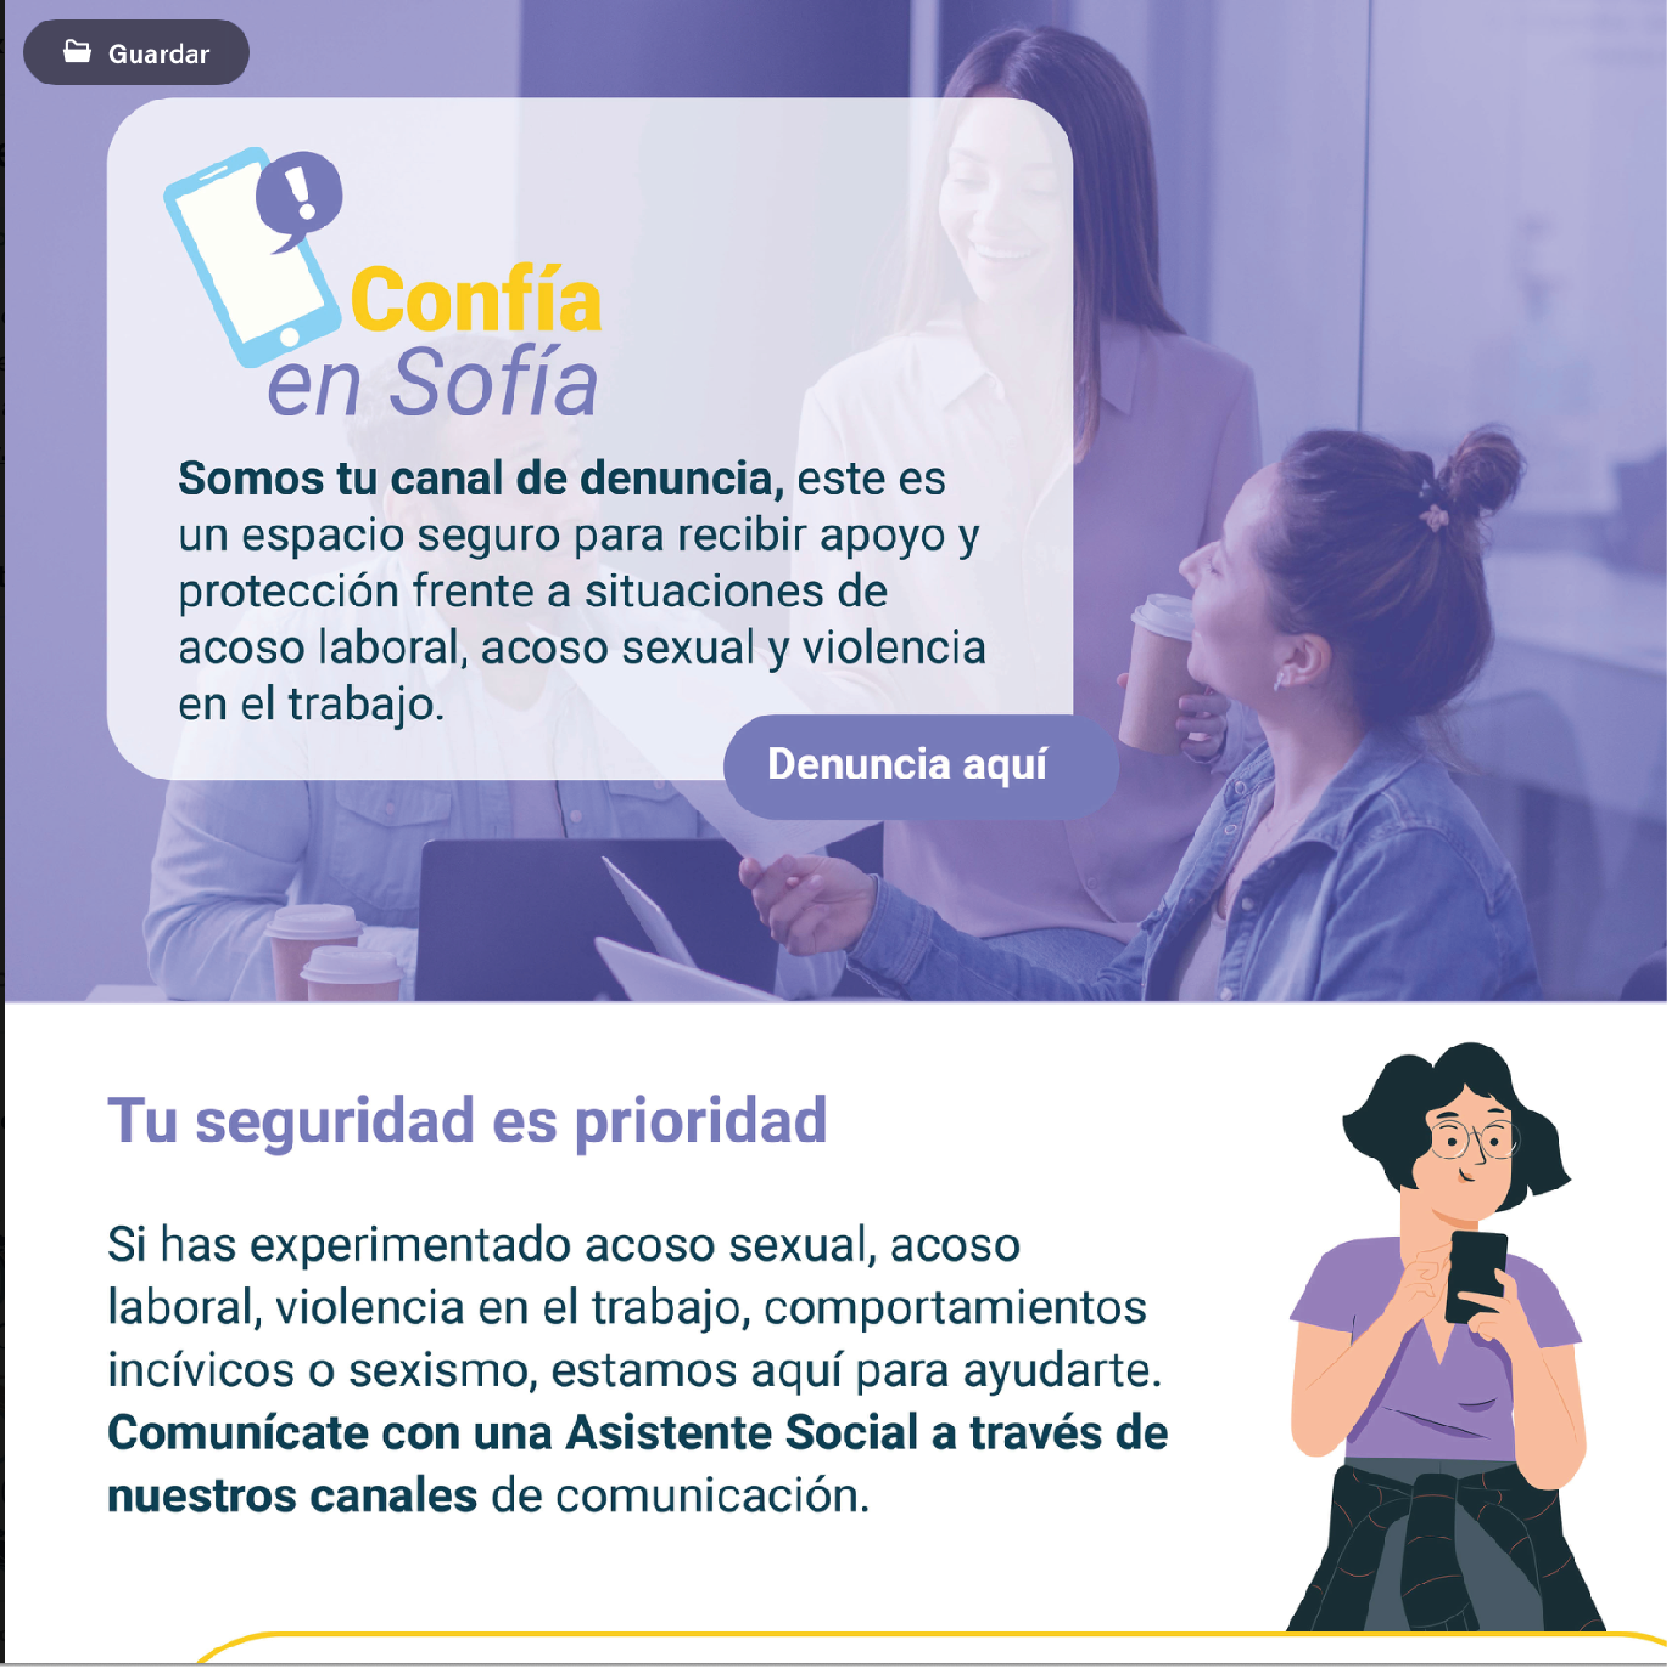 Guardar
Confía
en Sofía
Somos tu canal de denuncia, este es
un espacio seguro para recibir apoyo y
protección frente a situaciones de
acoso laboral, acoso sexual y violencia
en el trabajo.
Denuncia aquí
Tu seguridad es prioridad
Si has experimentado acoso sexual, acoso
laboral, violencia en el trabajo, comportamientos
incívicos o sexismo, estamos aquí para ayudarte.
Comunícate con una Asistente Social a través de
nuestros canales de comunicación.